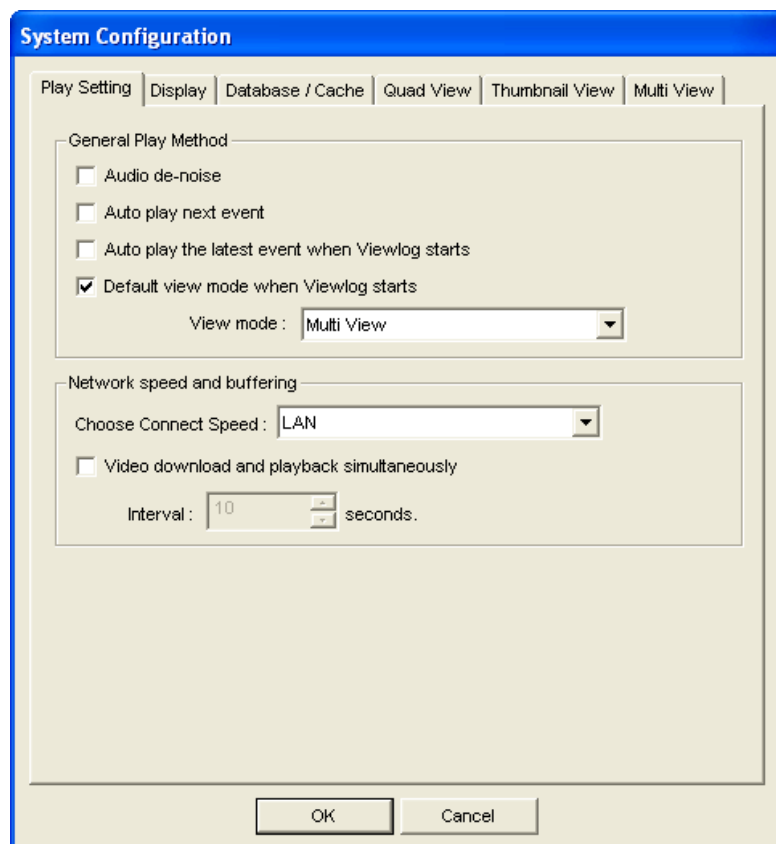 System Configuration
Play Setting Display Database / Cache Quad View Thumbnail View Multi View
General Play Method
Audio de-noise
Auto play next event
Auto play the latest event when Viewlog starts
Default view mode when Viewlog starts
View mode : Multi View
Network speed and buffering
Choose Connect Speed : LAN
Video download and playback simultaneously
Interval : 10 seconds.
OK Cancel